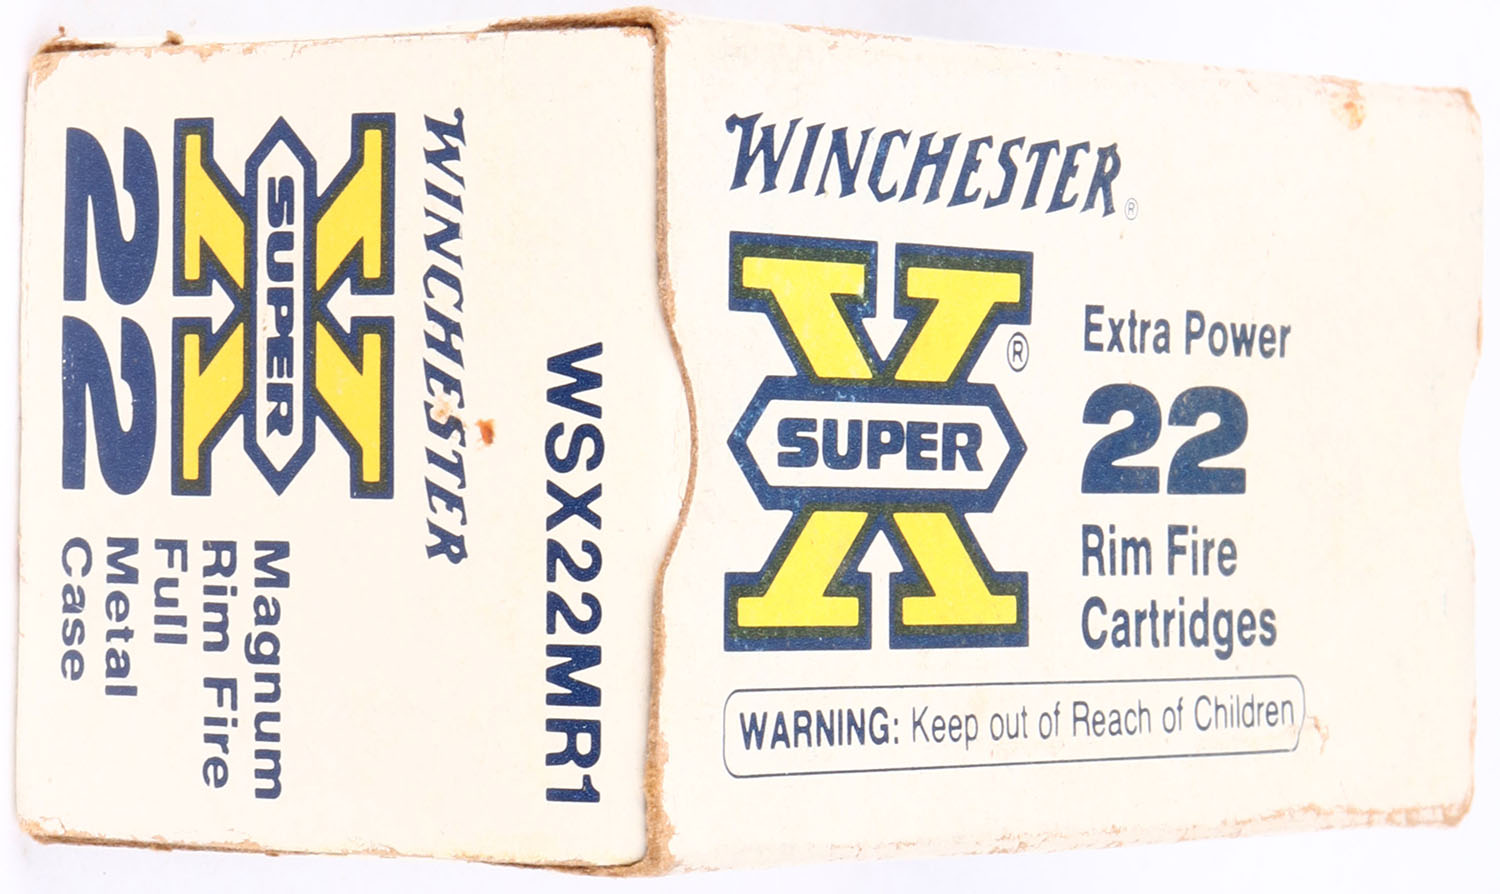 WINCHESTER®
SUPER X®
Extra Power
22
Rim Fire
Cartridges
WARNING: Keep out of Reach of Children
WSX22MR1
WINCHESTER
SUPER X
22
Magnum
Rim Fire
Full
Metal
Case